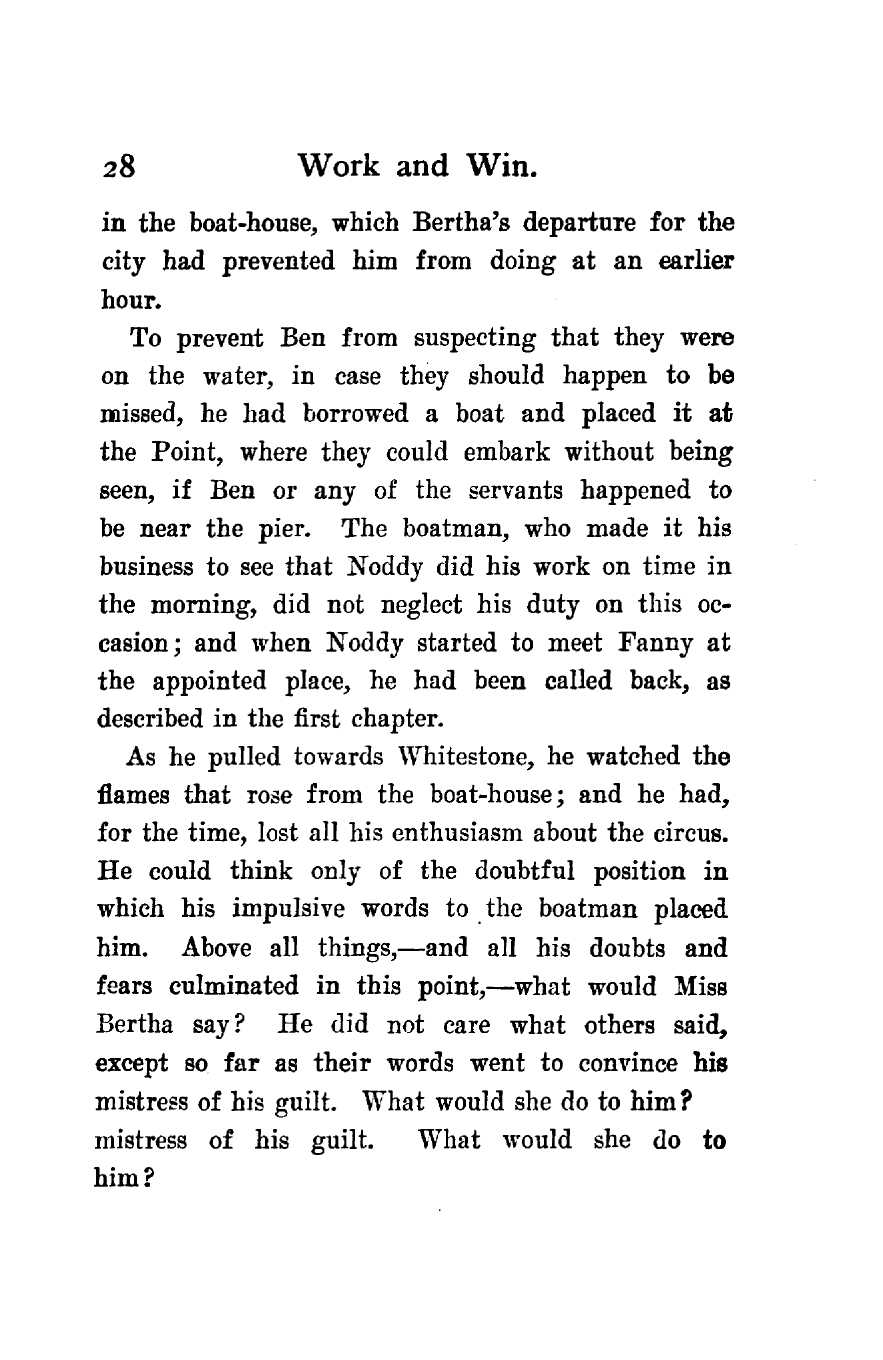 28 Work and Win.
in the boat-house, which Bertha's departure for the
city had prevented him from doing at an earlier
hour.
To prevent Ben from suspecting that they were
on the water, in case they should happen to be
missed, he had borrowed a boat and placed it at
the Point, where they could embark without being
seen, if Ben or any of the servants happened to
be near the pier. The boatman, who made it his
business to see that Noddy did his work on time in
the morning, did not neglect his duty on this oc-
casion; and when Noddy started to meet Fanny at
the appointed place, he had been called back, as
described in the first chapter.
As he pulled towards Whitestone, he watched the
flames that rose from the boat-house; and he had,
for the time, lost all his enthusiasm about the circus.
He could think only of the doubtful position in
which his impulsive words to the boatman placed
him. Above all things,—and all his doubts and
fears culminated in this point,—what would Miss
Bertha say? He did not care what others said,
except so far as their words went to convince his
mistress of his guilt. What would she do to him?
mistress of his guilt. What would she do to
him?